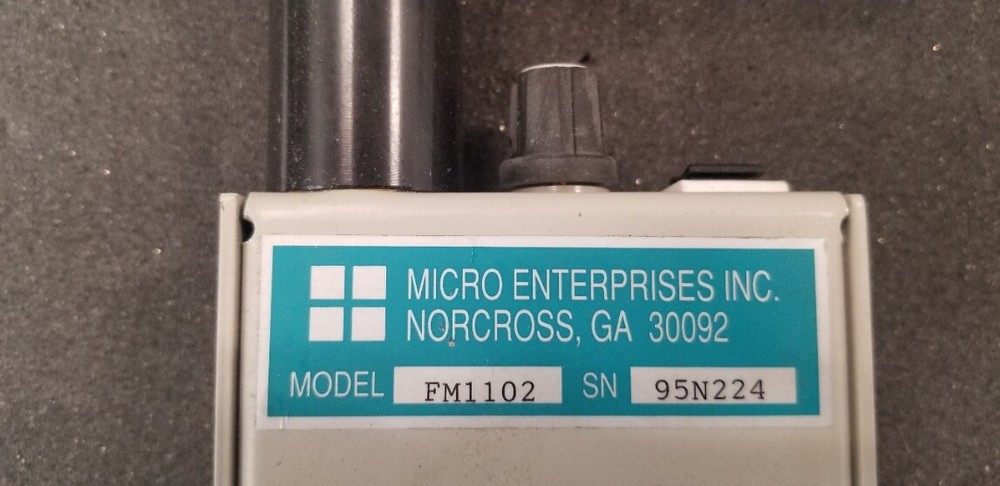 MICRO ENTERPRISES INC.
NORCROSS, GA 30092
MODEL FM1102 SN 95N224